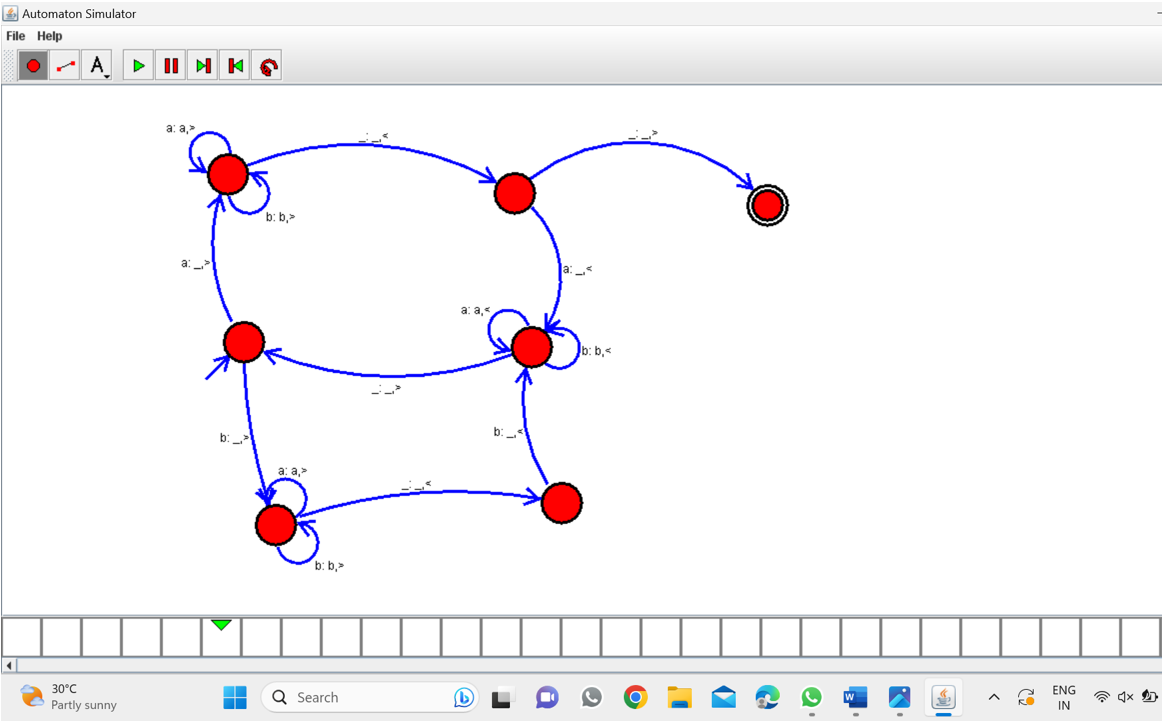 Automaton Simulator
File Help
A
a: a,>
_: _,<
_: _,>
b: b,>
a: _,>
a: _,<
a: a,<
b: b,<
_: _,>
b: _,>
b: _,<
a: a,>
_: _,<
b: b,>
30°C
Partly sunny
Search
ENG
IN